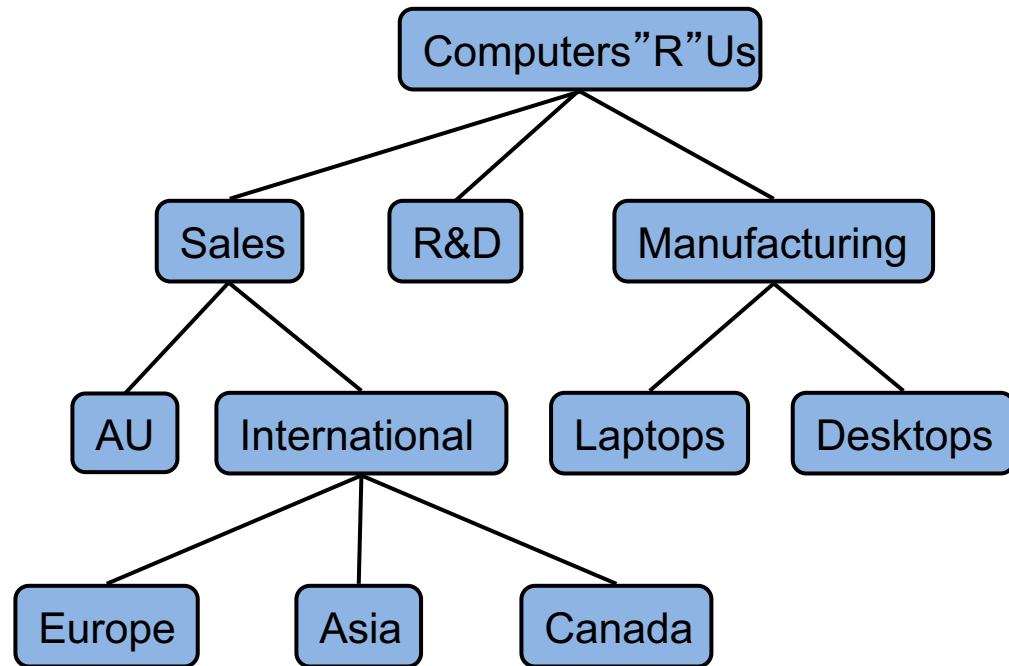 Computers”R”Us
Sales
R&D
Manufacturing
AU
International
Laptops
Desktops
Europe
Asia
Canada